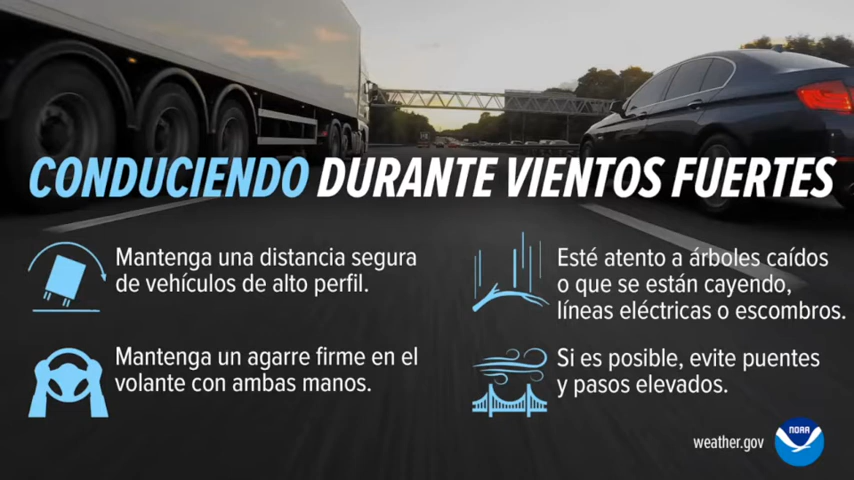 CONDUCIENDO DURANTE VIENTOS FUERTES
Mantenga una distancia segura
de vehículos de alto perfil.
Mantenga un agarre firme en el
volante con ambas manos.
Esté atento a árboles caídos
o que se están cayendo,
líneas eléctricas o escombros.
Si es posible, evite puentes
y pasos elevados.
weather.gov
NOAA